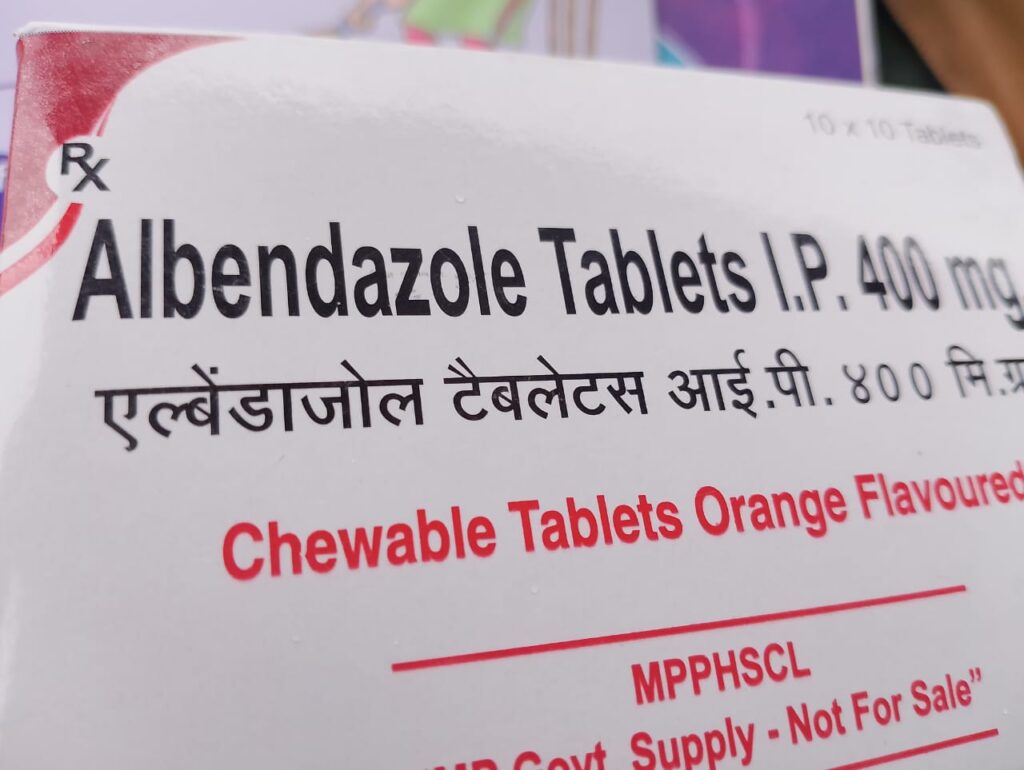 10 x 10 Tablets
Rx
Albendazole Tablets I.P. 400 mg
एल्बेंडाजोल टैबलेटस आई.पी. ४०० मि.ग्र
Chewable Tablets Orange Flavoured
MPPHSCL
Govt. Supply - Not For Sale”